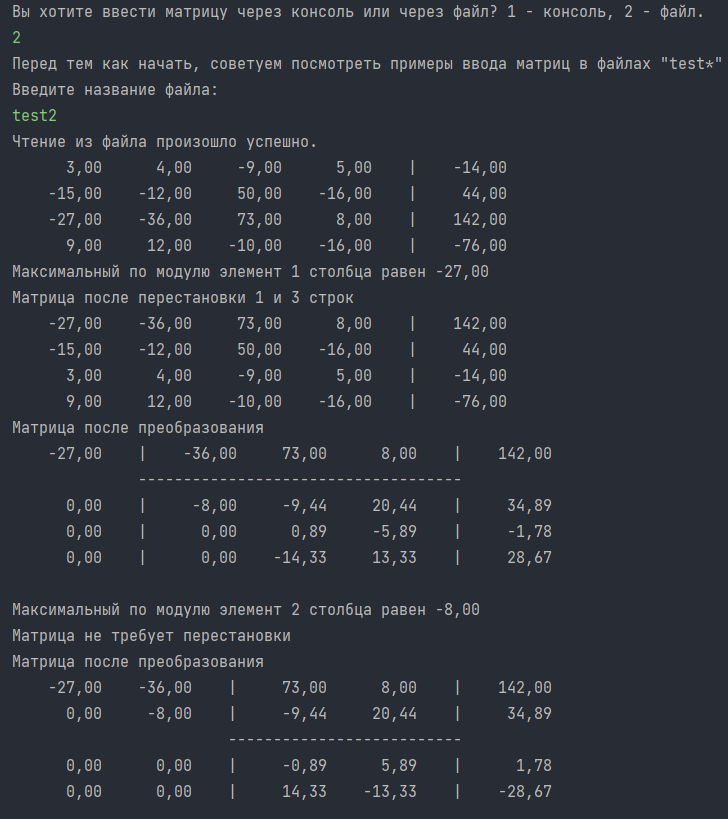 Вы хотите ввести матрицу через консоль или через файл? 1 - консоль, 2 - файл.
2
Перед тем как начать, советуем посмотреть примеры ввода матриц в файлах "test*"
Введите название файла:
test2
Чтение из файла произошло успешно.
3,00 4,00 -9,00 5,00 | -14,00
-15,00 -12,00 50,00 -16,00 | 44,00
-27,00 -36,00 73,00 8,00 | 142,00
9,00 12,00 -10,00 -16,00 | -76,00
Максимальный по модулю элемент 1 столбца равен -27,00
Матрица после перестановки 1 и 3 строк
-27,00 -36,00 73,00 8,00 | 142,00
-15,00 -12,00 50,00 -16,00 | 44,00
3,00 4,00 -9,00 5,00 | -14,00
9,00 12,00 -10,00 -16,00 | -76,00
Матрица после преобразования
-27,00 | -36,00 73,00 8,00 | 142,00
------------------------------------
0,00 | -8,00 -9,44 20,44 | 34,89
0,00 | 0,00 0,89 -5,89 | -1,78
0,00 | 0,00 -14,33 13,33 | 28,67
Максимальный по модулю элемент 2 столбца равен -8,00
Матрица не требует перестановки
Матрица после преобразования
-27,00 -36,00 | 73,00 8,00 | 142,00
0,00 -8,00 | -9,44 20,44 | 34,89
--------------------------
0,00 0,00 | -0,89 5,89 | 1,78
0,00 0,00 | 14,33 -13,33 | -28,67